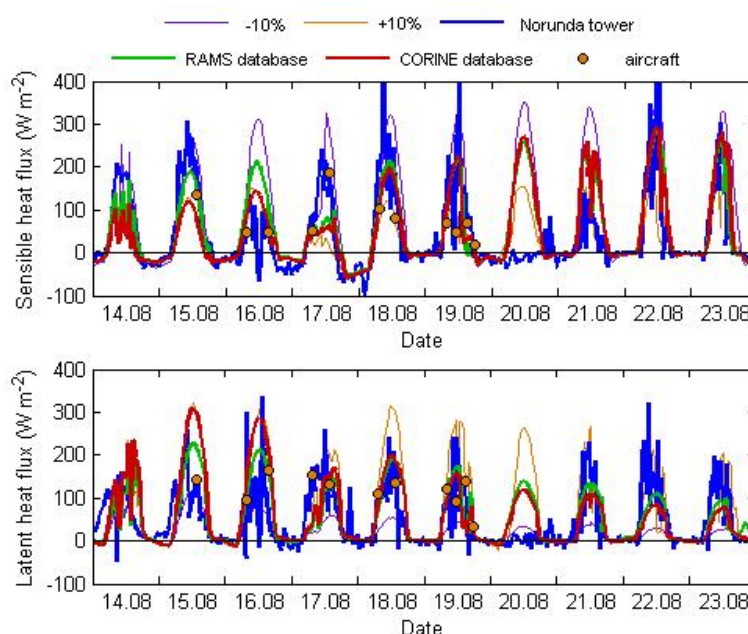 -10% +10% Norunda tower
RAMS database CORINE database aircraft
Sensible heat flux (W m-2)
400
300
200
100
0
-100
14.08 15.08 16.08 17.08 18.08 19.08 20.08 21.08 22.08 23.08
Date
Latent heat flux (W m-2)
400
300
200
100
0
-100
14.08 15.08 16.08 17.08 18.08 19.08 20.08 21.08 22.08 23.08
Date